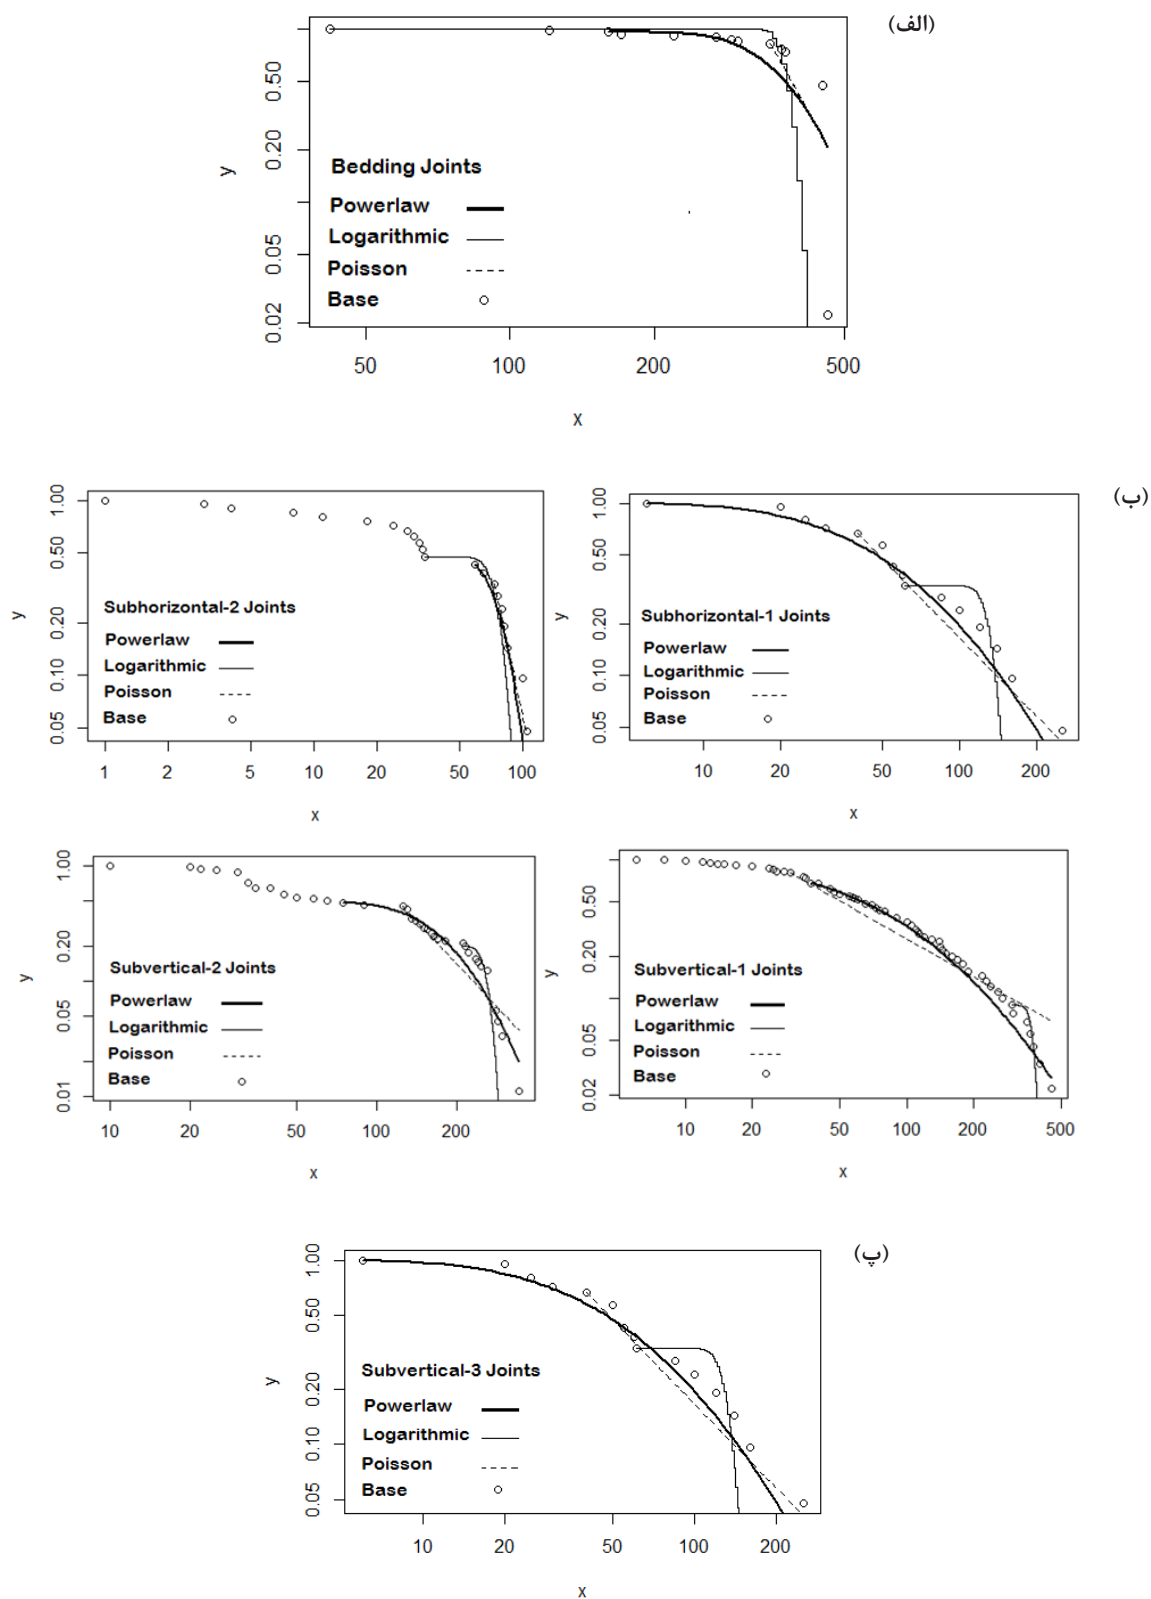 (الف)
y
0.50
0.20
0.05
0.02
Bedding Joints
Powerlaw
Logarithmic
Poisson
Base
50 100 200 500
x
(ب)
y
1.00
0.50
0.20
0.10
0.05
Subhorizontal-2 Joints
Powerlaw
Logarithmic
Poisson
Base
1 2 5 10 20 50 100
x
y
1.00
0.50
0.20
0.10
0.05
Subhorizontal-1 Joints
Powerlaw
Logarithmic
Poisson
Base
10 20 50 100 200
x
y
1.00
0.20
0.05
0.01
Subvertical-2 Joints
Powerlaw
Logarithmic
Poisson
Base
10 20 50 100 200
x
y
0.50
0.20
0.05
0.02
Subvertical-1 Joints
Powerlaw
Logarithmic
Poisson
Base
10 20 50 100 200 500
x
(پ)
y
1.00
0.50
0.20
0.10
0.05
Subvertical-3 Joints
Powerlaw
Logarithmic
Poisson
Base
10 20 50 100 200
x